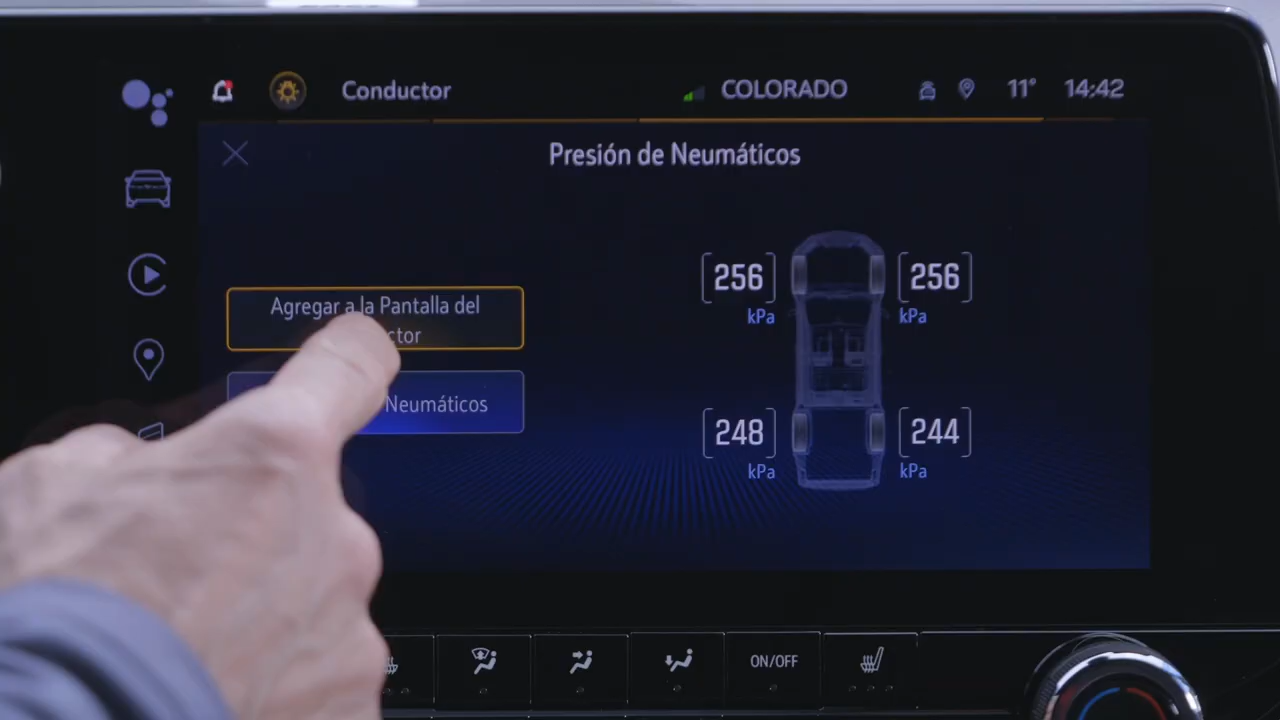 Conductor
COLORADO
11°
14:42
Presión de Neumáticos
256
kPa
256
kPa
Agregar a la Pantalla del
ctor
Neumáticos
248
kPa
244
kPa
ON/OFF